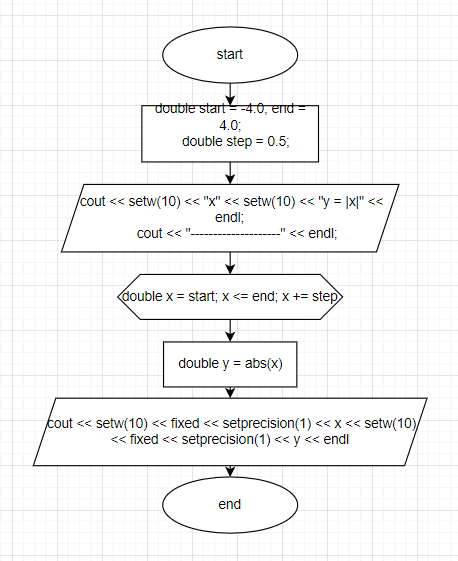 start
double start = -4.0, end =
4.0;
double step = 0.5;
cout << setw(10) << "x" << setw(10) << "y = |x|" <<
endl;
cout << "--------------------" << endl;
double x = start; x <= end; x += step
double y = abs(x)
cout << setw(10) << fixed << setprecision(1) << x << setw(10)
<< fixed << setprecision(1) << y << endl
end